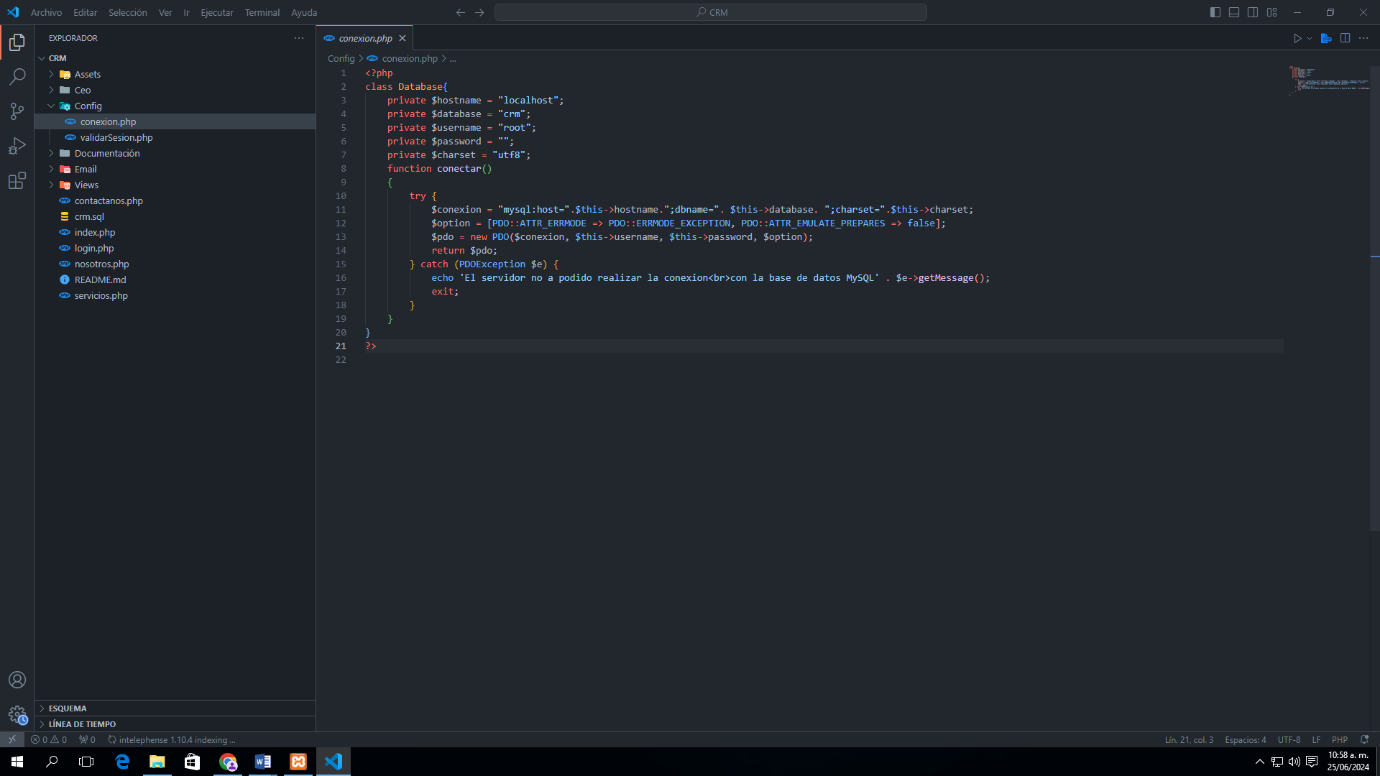 Archivo Editar Selección Ver Ir Ejecutar Terminal Ayuda
CRM
EXPLORADOR
CRM
Assets
Ceo
Config
conexion.php
validarSesion.php
Documentación
Email
Views
contactanos.php
crm.sql
index.php
login.php
nosotros.php
README.md
servicios.php
ESQUEMA
LÍNEA DE TIEMPO
conexion.php
Config > conexion.php > ...
1 <?php
2 class Database{
3 private $hostname = "localhost";
4 private $database = "crm";
5 private $username = "root";
6 private $password = "";
7 private $charset = "utf8";
8 function conectar()
9 {
10 try {
11 $conexion = "mysql:host=".$this->hostname.";dbname=". $this->database. ";charset=".$this->charset;
12 $option = [PDO::ATTR_ERRMODE => PDO::ERRMODE_EXCEPTION, PDO::ATTR_EMULATE_PREPARES => false];
13 $pdo = new PDO($conexion, $this->username, $this->password, $option);
14 return $pdo;
15 } catch (PDOException $e) {
16 echo 'El servidor no a podido realizar la conexion<br>con la base de datos MySQL' . $e->getMessage();
17 exit;
18 }
19 }
20 }
21 ?>
22
0 0 0 intelephense 1.10.4 indexing ... Lín. 21, col. 3 Espacios: 4 UTF-8 LF PHP
10:58 a. m.
25/06/2024